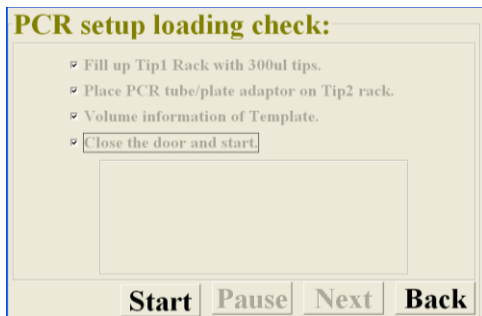 PCR setup loading check:
Fill up Tip1 Rack with 300ul tips.
Place PCR tube/plate adaptor on Tip2 rack.
Volume information of Template.
Close the door and start.
Start Pause Next Back